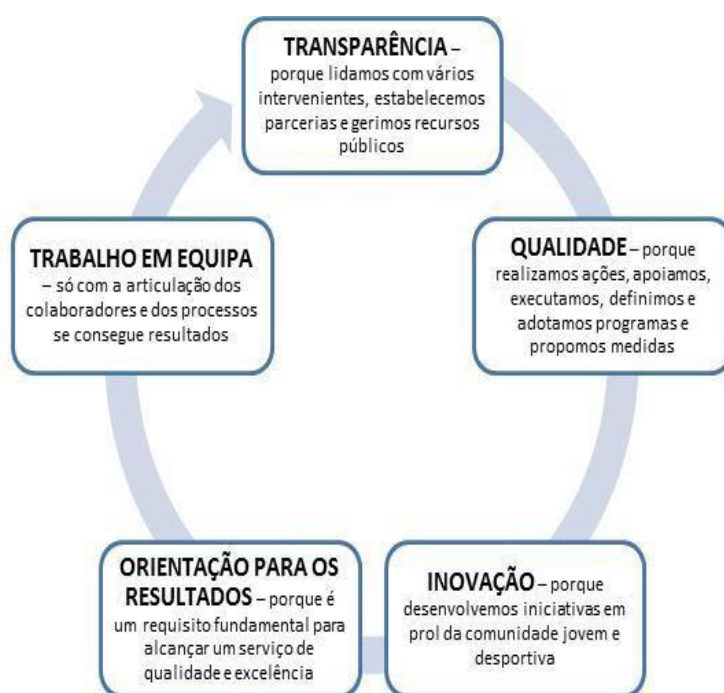 TRANSPARÊNCIA –
porque lidamos com vários
intervenientes, estabelecemos
parcerias e gerimos recursos
públicos
QUALIDADE – porque
realizamos ações, apoiamos,
executamos, definimos e
adotamos programas e
propomos medidas
INOVAÇÃO – porque
desenvolvemos iniciativas em
prol da comunidade jovem e
desportiva
ORIENTAÇÃO PARA OS
RESULTADOS – porque é
um requisito fundamental para
alcançar um serviço de
qualidade e excelência
TRABALHO EM EQUIPA
– só com a articulação dos
colaboradores e dos processos
se consegue resultados